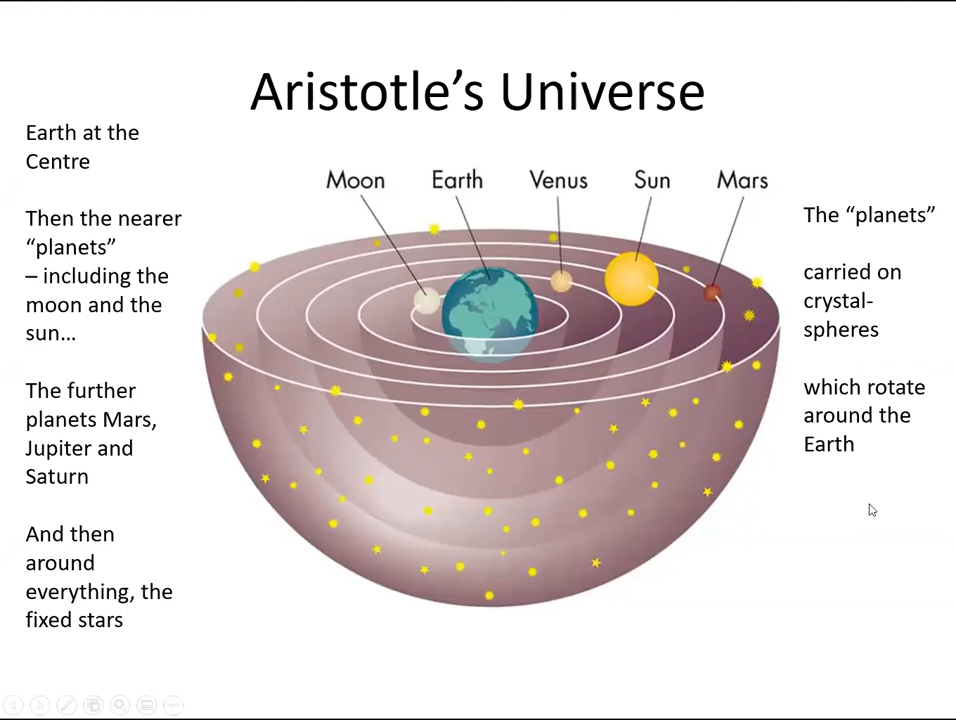 Aristotle’s Universe
Earth at the
Centre
Then the nearer
“planets”
– including the
moon and the
sun…
The further
planets Mars,
Jupiter and
Saturn
And then
around
everything, the
fixed stars
Moon
Earth
Venus
Sun
Mars
The “planets”
carried on
crystal-
spheres
which rotate
around the
Earth